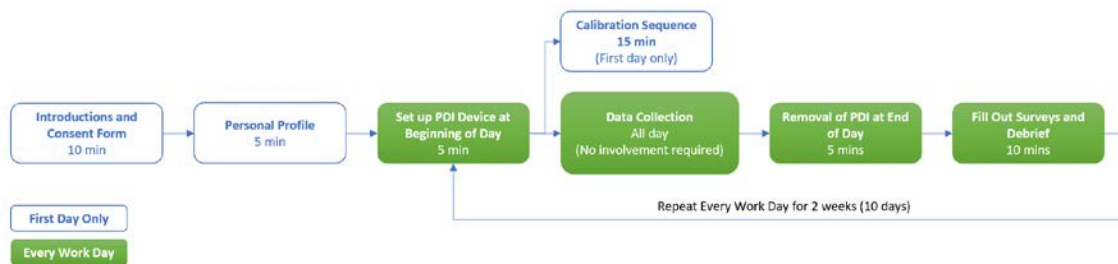 Calibration Sequence
15 min
(First day only)
Introductions and
Consent Form
10 min
Personal Profile
5 min
Set up PDI Device at
Beginning of Day
5 min
Data Collection
All day
(No involvement required)
Removal of PDI at End
of Day
5 mins
Fill Out Surveys and
Debrief
10 mins
Repeat Every Work Day for 2 weeks (10 days)
First Day Only
Every Work Day